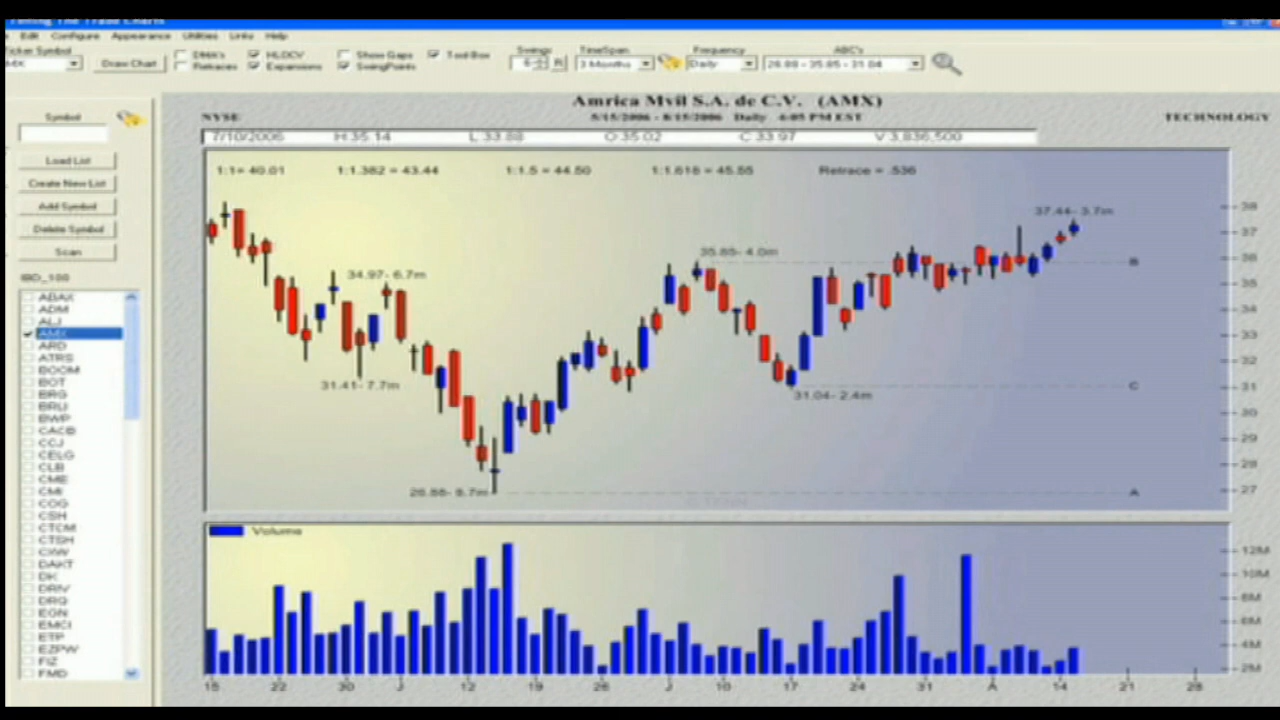 Telling The Trade Charts
Edit Configure Appearance Utilities Links Help
Ticker Symbol
Draw Chart
DMA's
Retraces
HLOCV
Expansions
Show Gaps
SwingPoints
Tool Box
Swings
TimeSpan
3 Months
Frequency
Daily
ABC's
26.88 - 35.85 - 31.04
Symbol
Load List
Create New List
Add Symbol
Delete Symbol
Scan
IBD_100
ABAX
ADM
ALJ
AMX
ARD
ATRS
BOOM
BOT
BRG
BRLI
BWP
CACB
CCJ
CELG
CLB
CME
CMI
COG
CSH
CTCM
CTSH
CXW
DAKT
DK
DRIV
DRQ
EGN
EMCI
ETP
EZPW
FIZ
FMD
Amrica Mvil S.A. de C.V. (AMX)
NYSE
5/15/2006 - 8/15/2006 Daily 4:05 PM EST
TECHNOLOGY
7/10/2006 H:35.14 L:33.88 O:35.02 C:33.97 V:3,836,500
1:1= 40.01 1:1.382 = 43.44 1:1.5 = 44.50 1:1.618 = 45.55 Retrace = .536
37.44- 3.7m
35.85- 4.0m
34.97- 6.7m
31.41- 7.7m
31.04- 2.4m
26.88- 8.7m
B
C
A
38
37
36
35
34
33
32
31
30
29
28
27
Volume
12M
10M
8M
6M
4M
2M
15 22 30 J 12 19 26 J 10 17 24 31 A 14 21 28